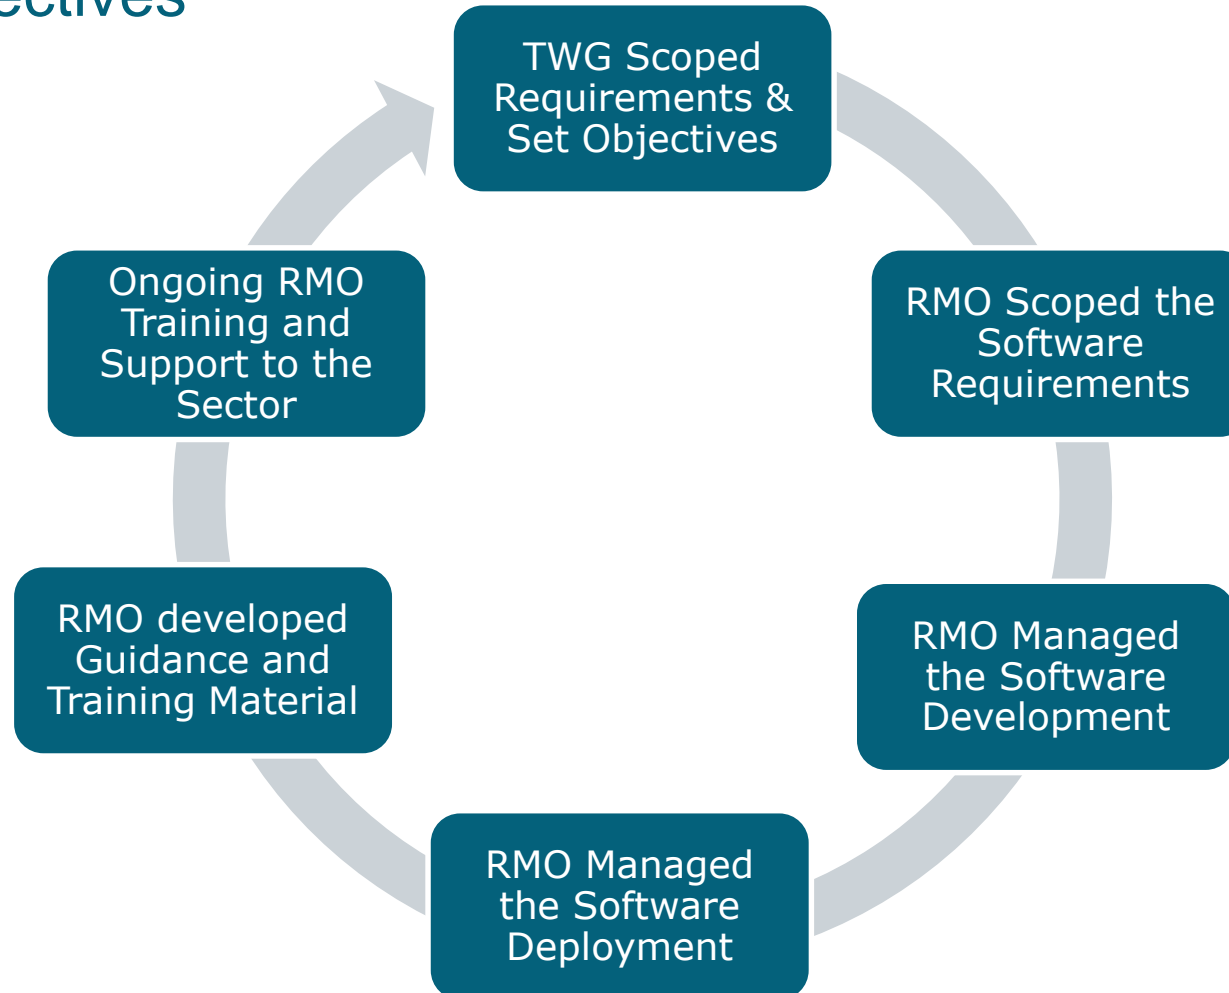 TWG Scoped
Requirements &
Set Objectives
RMO Scoped the
Software
Requirements
RMO Managed
the Software
Development
RMO Managed
the Software
Deployment
RMO developed
Guidance and
Training Material
Ongoing RMO
Training and
Support to the
Sector